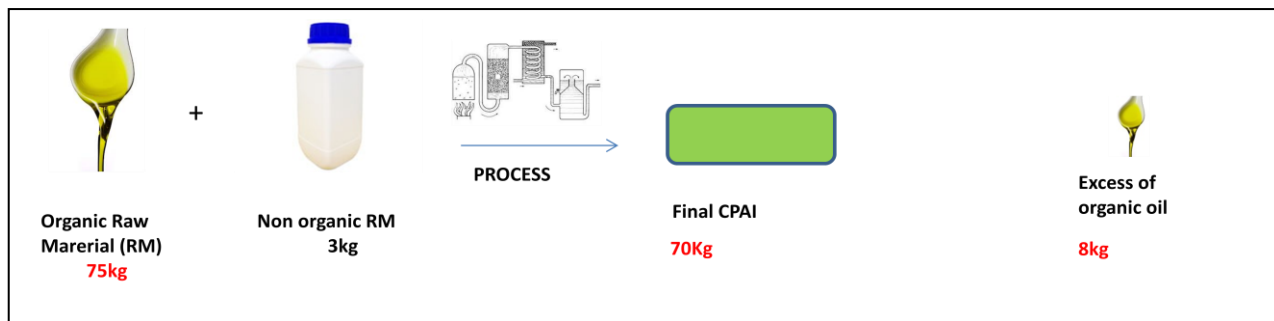 +
PROCESS
Organic Raw
Marerial (RM)
75kg
Non organic RM
3kg
Final CPAI
70Kg
Excess of
organic oil
8kg